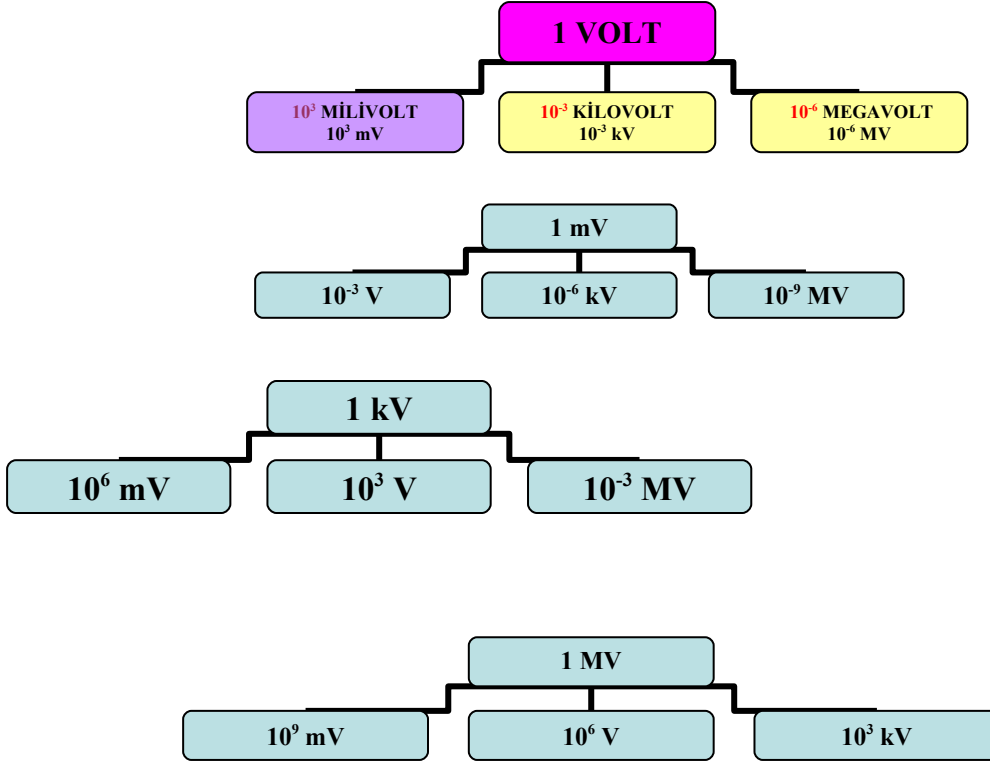 1 VOLT
10³ MİLİVOLT
10³ mV
10⁻³ KİLOVOLT
10⁻³ kV
10⁻⁶ MEGAVOLT
10⁻⁶ MV
1 mV
10⁻³ V
10⁻⁶ kV
10⁻⁹ MV
1 kV
10⁶ mV
10³ V
10⁻³ MV
1 MV
10⁹ mV
10⁶ V
10³ kV